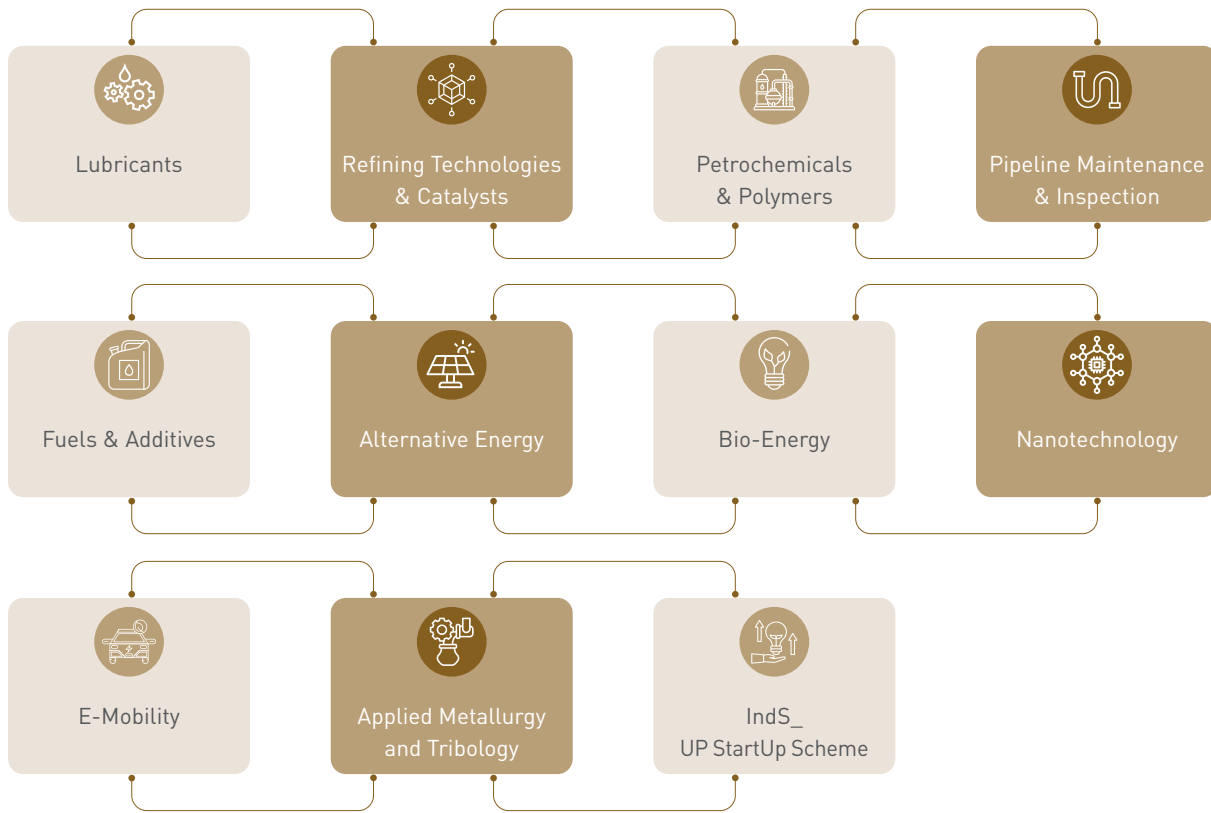 Lubricants
Refining Technologies
& Catalysts
Petrochemicals
& Polymers
Pipeline Maintenance
& Inspection
Fuels & Additives
Alternative Energy
Bio-Energy
Nanotechnology
E-Mobility
Applied Metallurgy
and Tribology
IndS_
UP StartUp Scheme